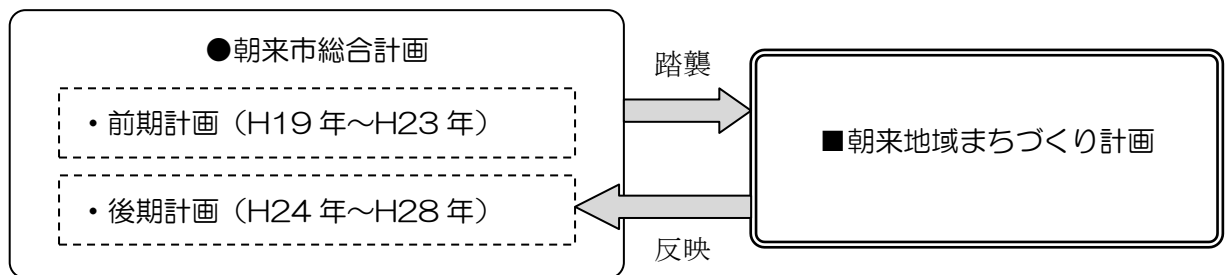 ●朝来市総合計画
・前期計画（H19年～H23年）
・後期計画（H24年～H28年）
踏襲
反映
■朝来地域まちづくり計画